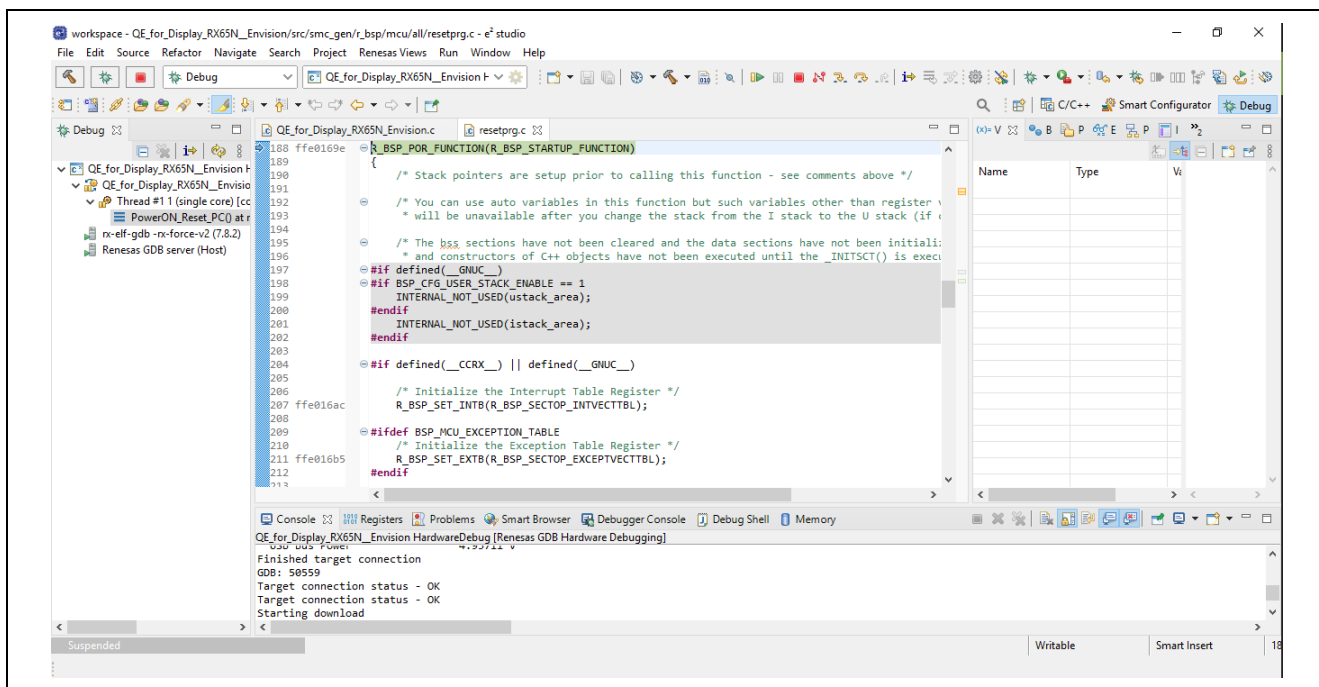 workspace - QE_for_Display_RX65N__Envision/src/smc_gen/r_bsp/mcu/all/resetprg.c - e² studio
File Edit Source Refactor Navigate Search Project Renesas Views Run Window Help
Debug QE_for_Display_RX65N__Envision H
C/C++ Smart Configurator Debug
Debug
QE_for_Display_RX65N__Envision H
QE_for_Display_RX65N__Envisio
Thread #1 1 (single core) [cc
PowerON_Reset_PC() at r
rx-elf-gdb -rx-force-v2 (7.8.2)
Renesas GDB server (Host)
QE_for_Display_RX65N_Envision.c resetprg.c
188 ffe0169e R_BSP_POR_FUNCTION(R_BSP_STARTUP_FUNCTION)
189 {
190 /* Stack pointers are setup prior to calling this function - see comments above */
191
192 /* You can use auto variables in this function but such variables other than register v
193 * will be unavailable after you change the stack from the I stack to the U stack (if e
194
195 /* The bss sections have not been cleared and the data sections have not been initiali
196 * and constructors of C++ objects have not been executed until the _INITSCT() is execu
197 #if defined(__GNUC__)
198 #if BSP_CFG_USER_STACK_ENABLE == 1
199 INTERNAL_NOT_USED(ustack_area);
200 #endif
201 INTERNAL_NOT_USED(istack_area);
202 #endif
203
204 #if defined(__CCRX__) || defined(__GNUC__)
205
206 /* Initialize the Interrupt Table Register */
207 ffe016ac R_BSP_SET_INTB(R_BSP_SECTOP_INTVECTTBL);
208
209 #ifdef BSP_MCU_EXCEPTION_TABLE
210 /* Initialize the Exception Table Register */
211 ffe016b5 R_BSP_SET_EXTB(R_BSP_SECTOP_EXCEPTVECTTBL);
212 #endif
213
(x)= V B P E P I »2
Name Type Va
Console Registers Problems Smart Browser Debugger Console Debug Shell Memory
QE_for_Display_RX65N__Envision HardwareDebug [Renesas GDB Hardware Debugging]
USB Bus Power 4.95711 V
Finished target connection
GDB: 50559
Target connection status - OK
Target connection status - OK
Starting download
Suspended Writable Smart Insert 18